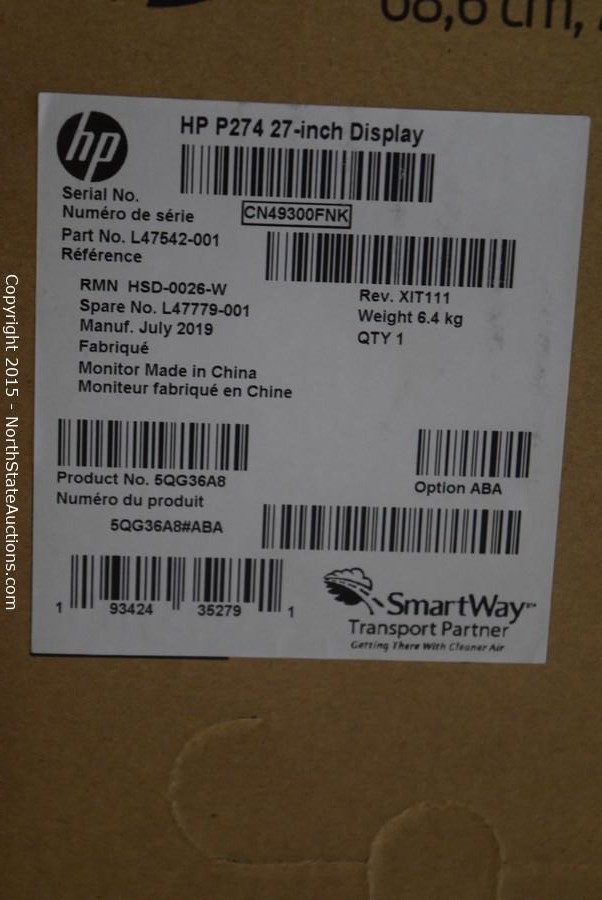 68,6 cm,
hp
HP P274 27-inch Display
Serial No.
Numéro de série
CN49300FNK
Part No. L47542-001
Référence
RMN HSD-0026-W
Rev. XIT111
Spare No. L47779-001
Weight 6.4 kg
Manuf. July 2019
QTY 1
Fabriqué
Monitor Made in China
Moniteur fabriqué en Chine
Product No. 5QG36A8
Option ABA
Numéro du produit
5QG36A8#ABA
1 93424 35279 1
SmartWay
Transport Partner
Getting There With Cleaner Air
Copyright 2015 - NorthStateAuctions.com